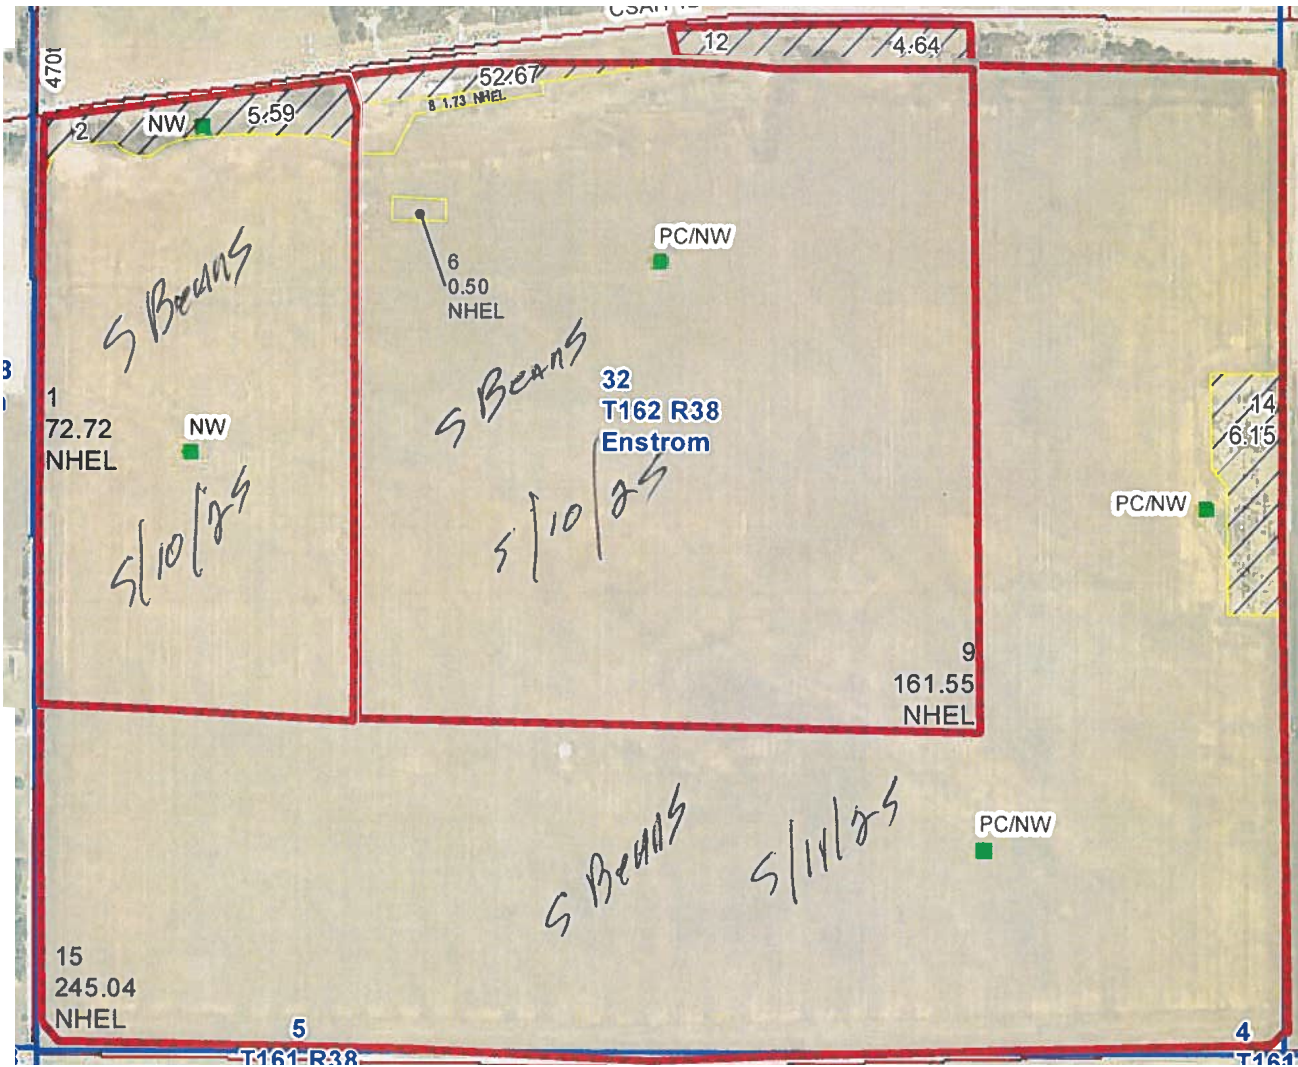 470t
12
4.64
52.67
8 1.73 NHEL
2
NW
5.59
PC/NW
6
0.50
NHEL
S Beans
S Beans
32
T162 R38
Enstrom
1
72.72
NHEL
NW
14
6.15
PC/NW
5/10/25
5/10/25
9
161.55
NHEL
S Beans
5/11/25
PC/NW
15
245.04
NHEL
5
T161 R38
4
T161